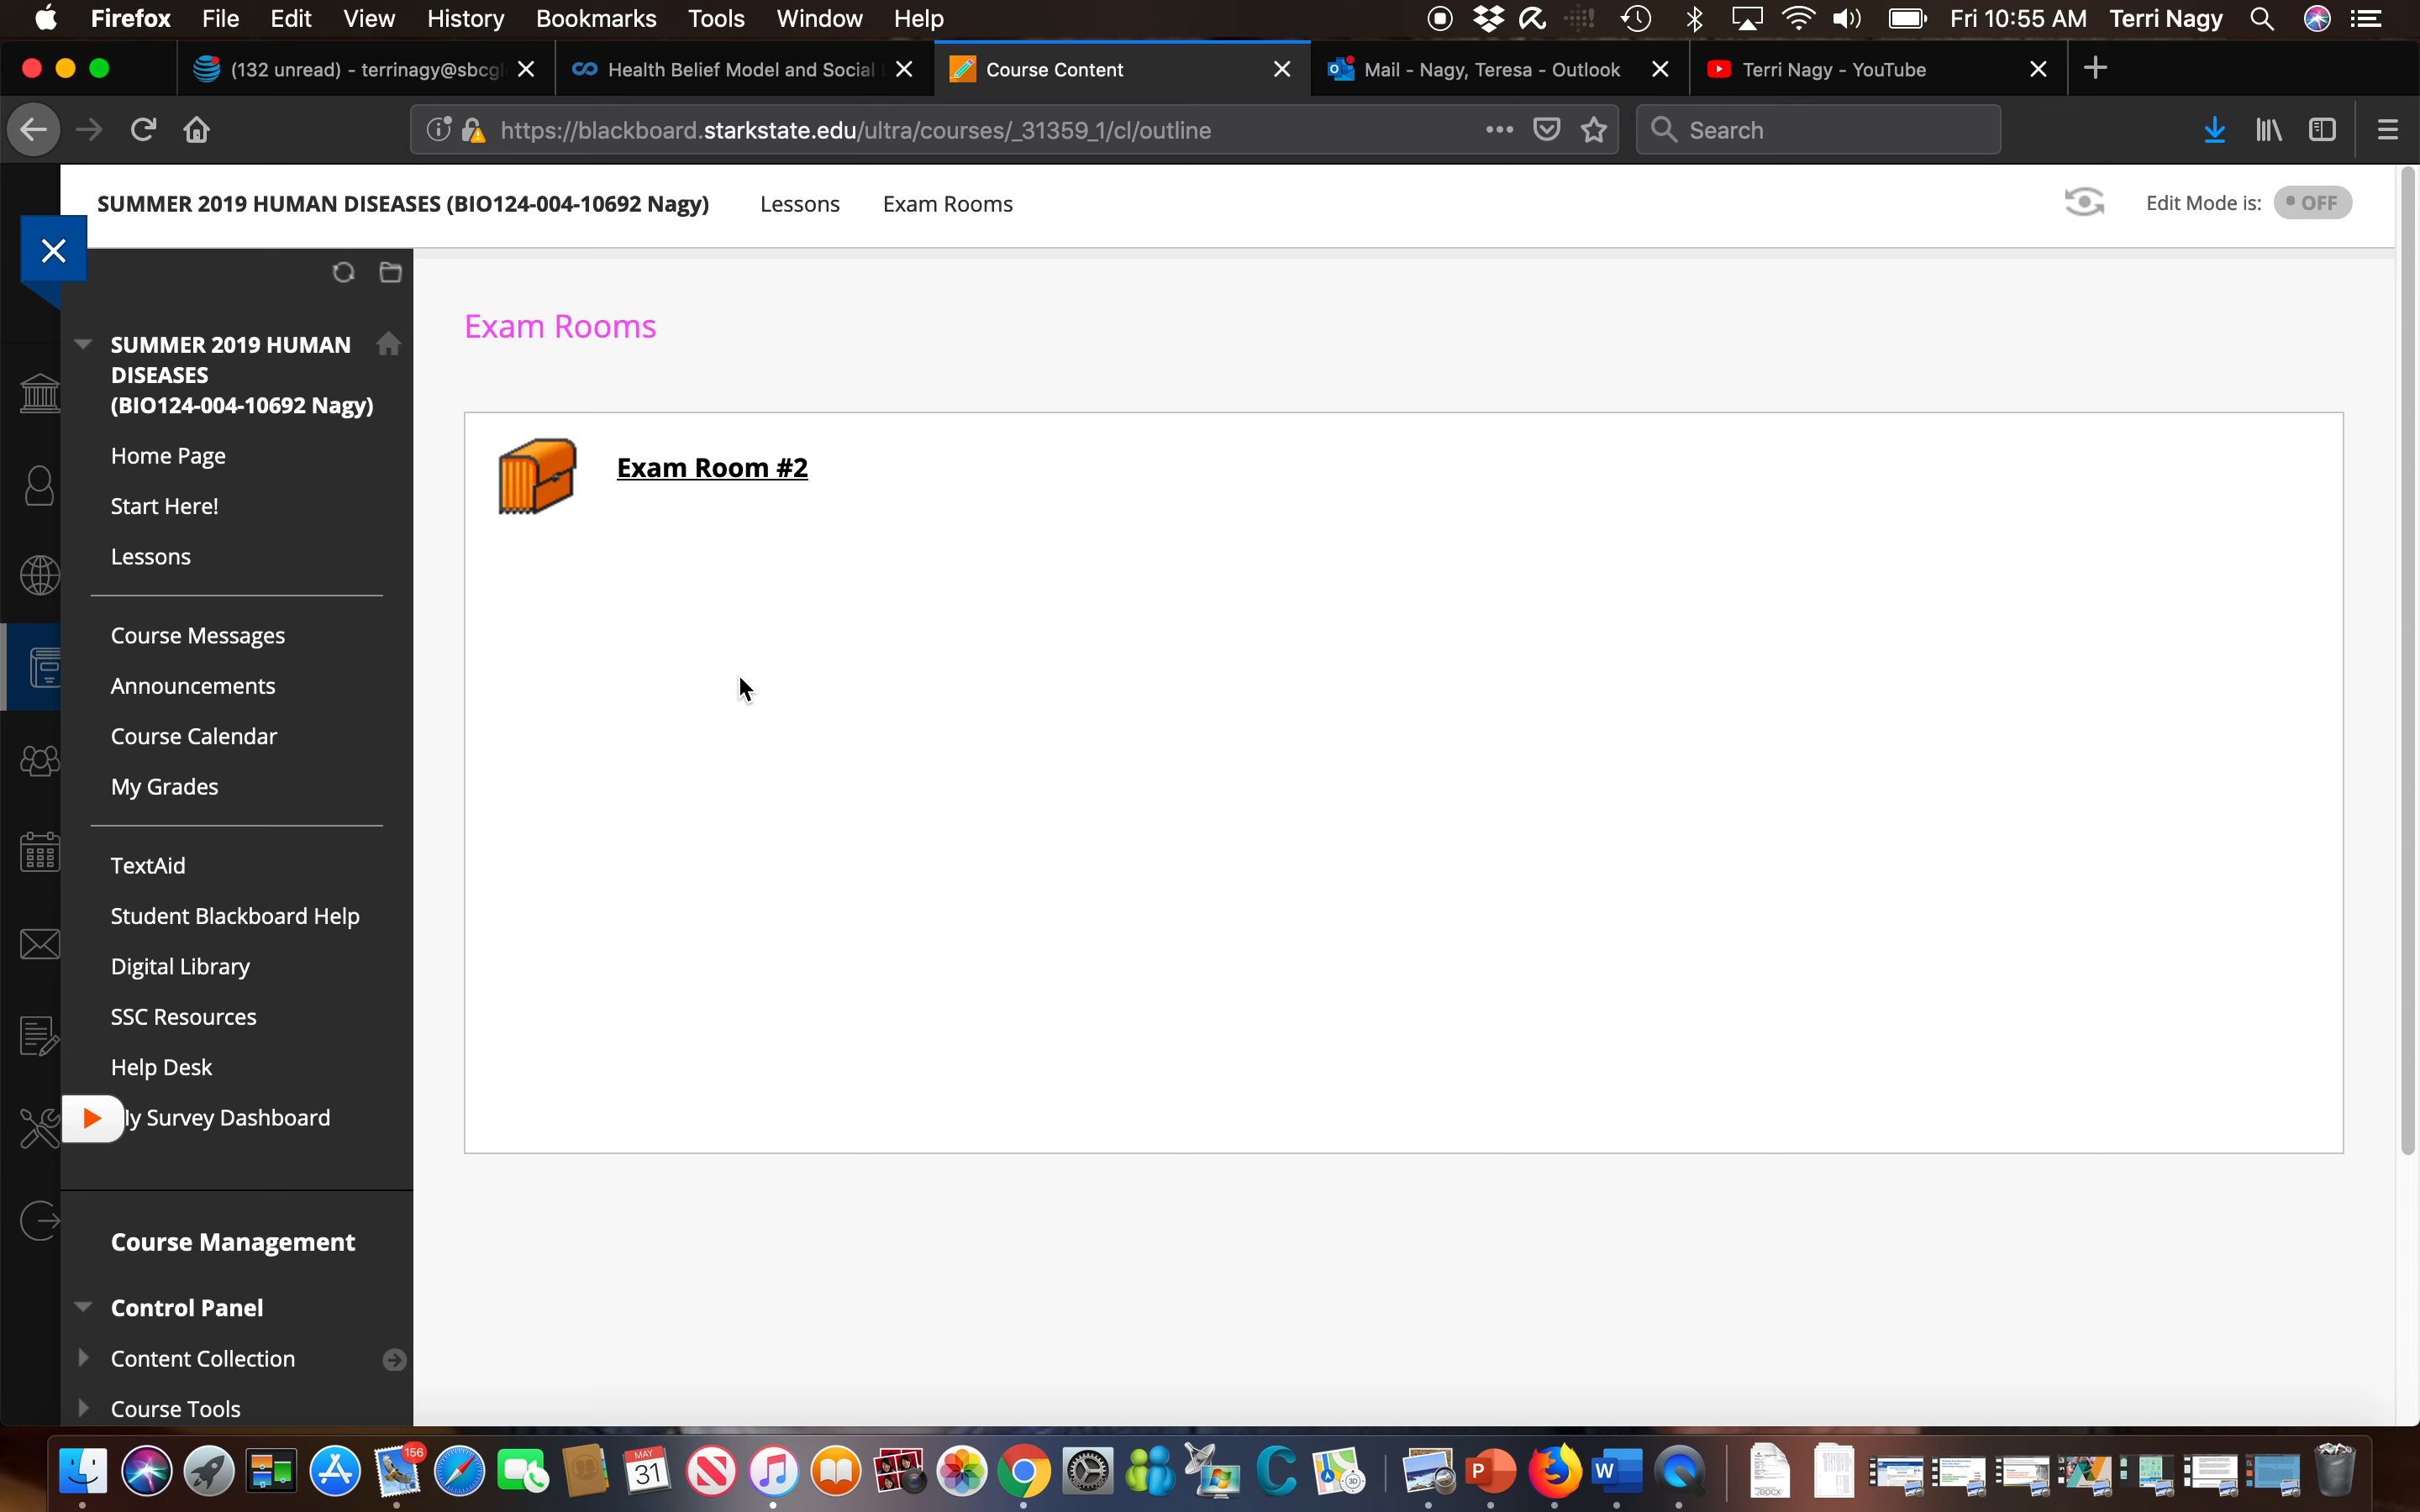 Firefox File Edit View History Bookmarks Tools Window Help Fri 10:55 AM Terri Nagy
(132 unread) - terrinagy@sbcgl Health Belief Model and Social Course Content Mail - Nagy, Teresa - Outlook Terri Nagy - YouTube
https://blackboard.starkstate.edu/ultra/courses/_31359_1/cl/outline Search
SUMMER 2019 HUMAN DISEASES (BIO124-004-10692 Nagy) Lessons Exam Rooms Edit Mode is: OFF
SUMMER 2019 HUMAN
DISEASES
(BIO124-004-10692 Nagy)
Home Page
Start Here!
Lessons
Course Messages
Announcements
Course Calendar
My Grades
TextAid
Student Blackboard Help
Digital Library
SSC Resources
Help Desk
ly Survey Dashboard
Course Management
Control Panel
Content Collection
Course Tools
Exam Rooms
Exam Room #2
156
MAY
31
3D
P
W
DOCX